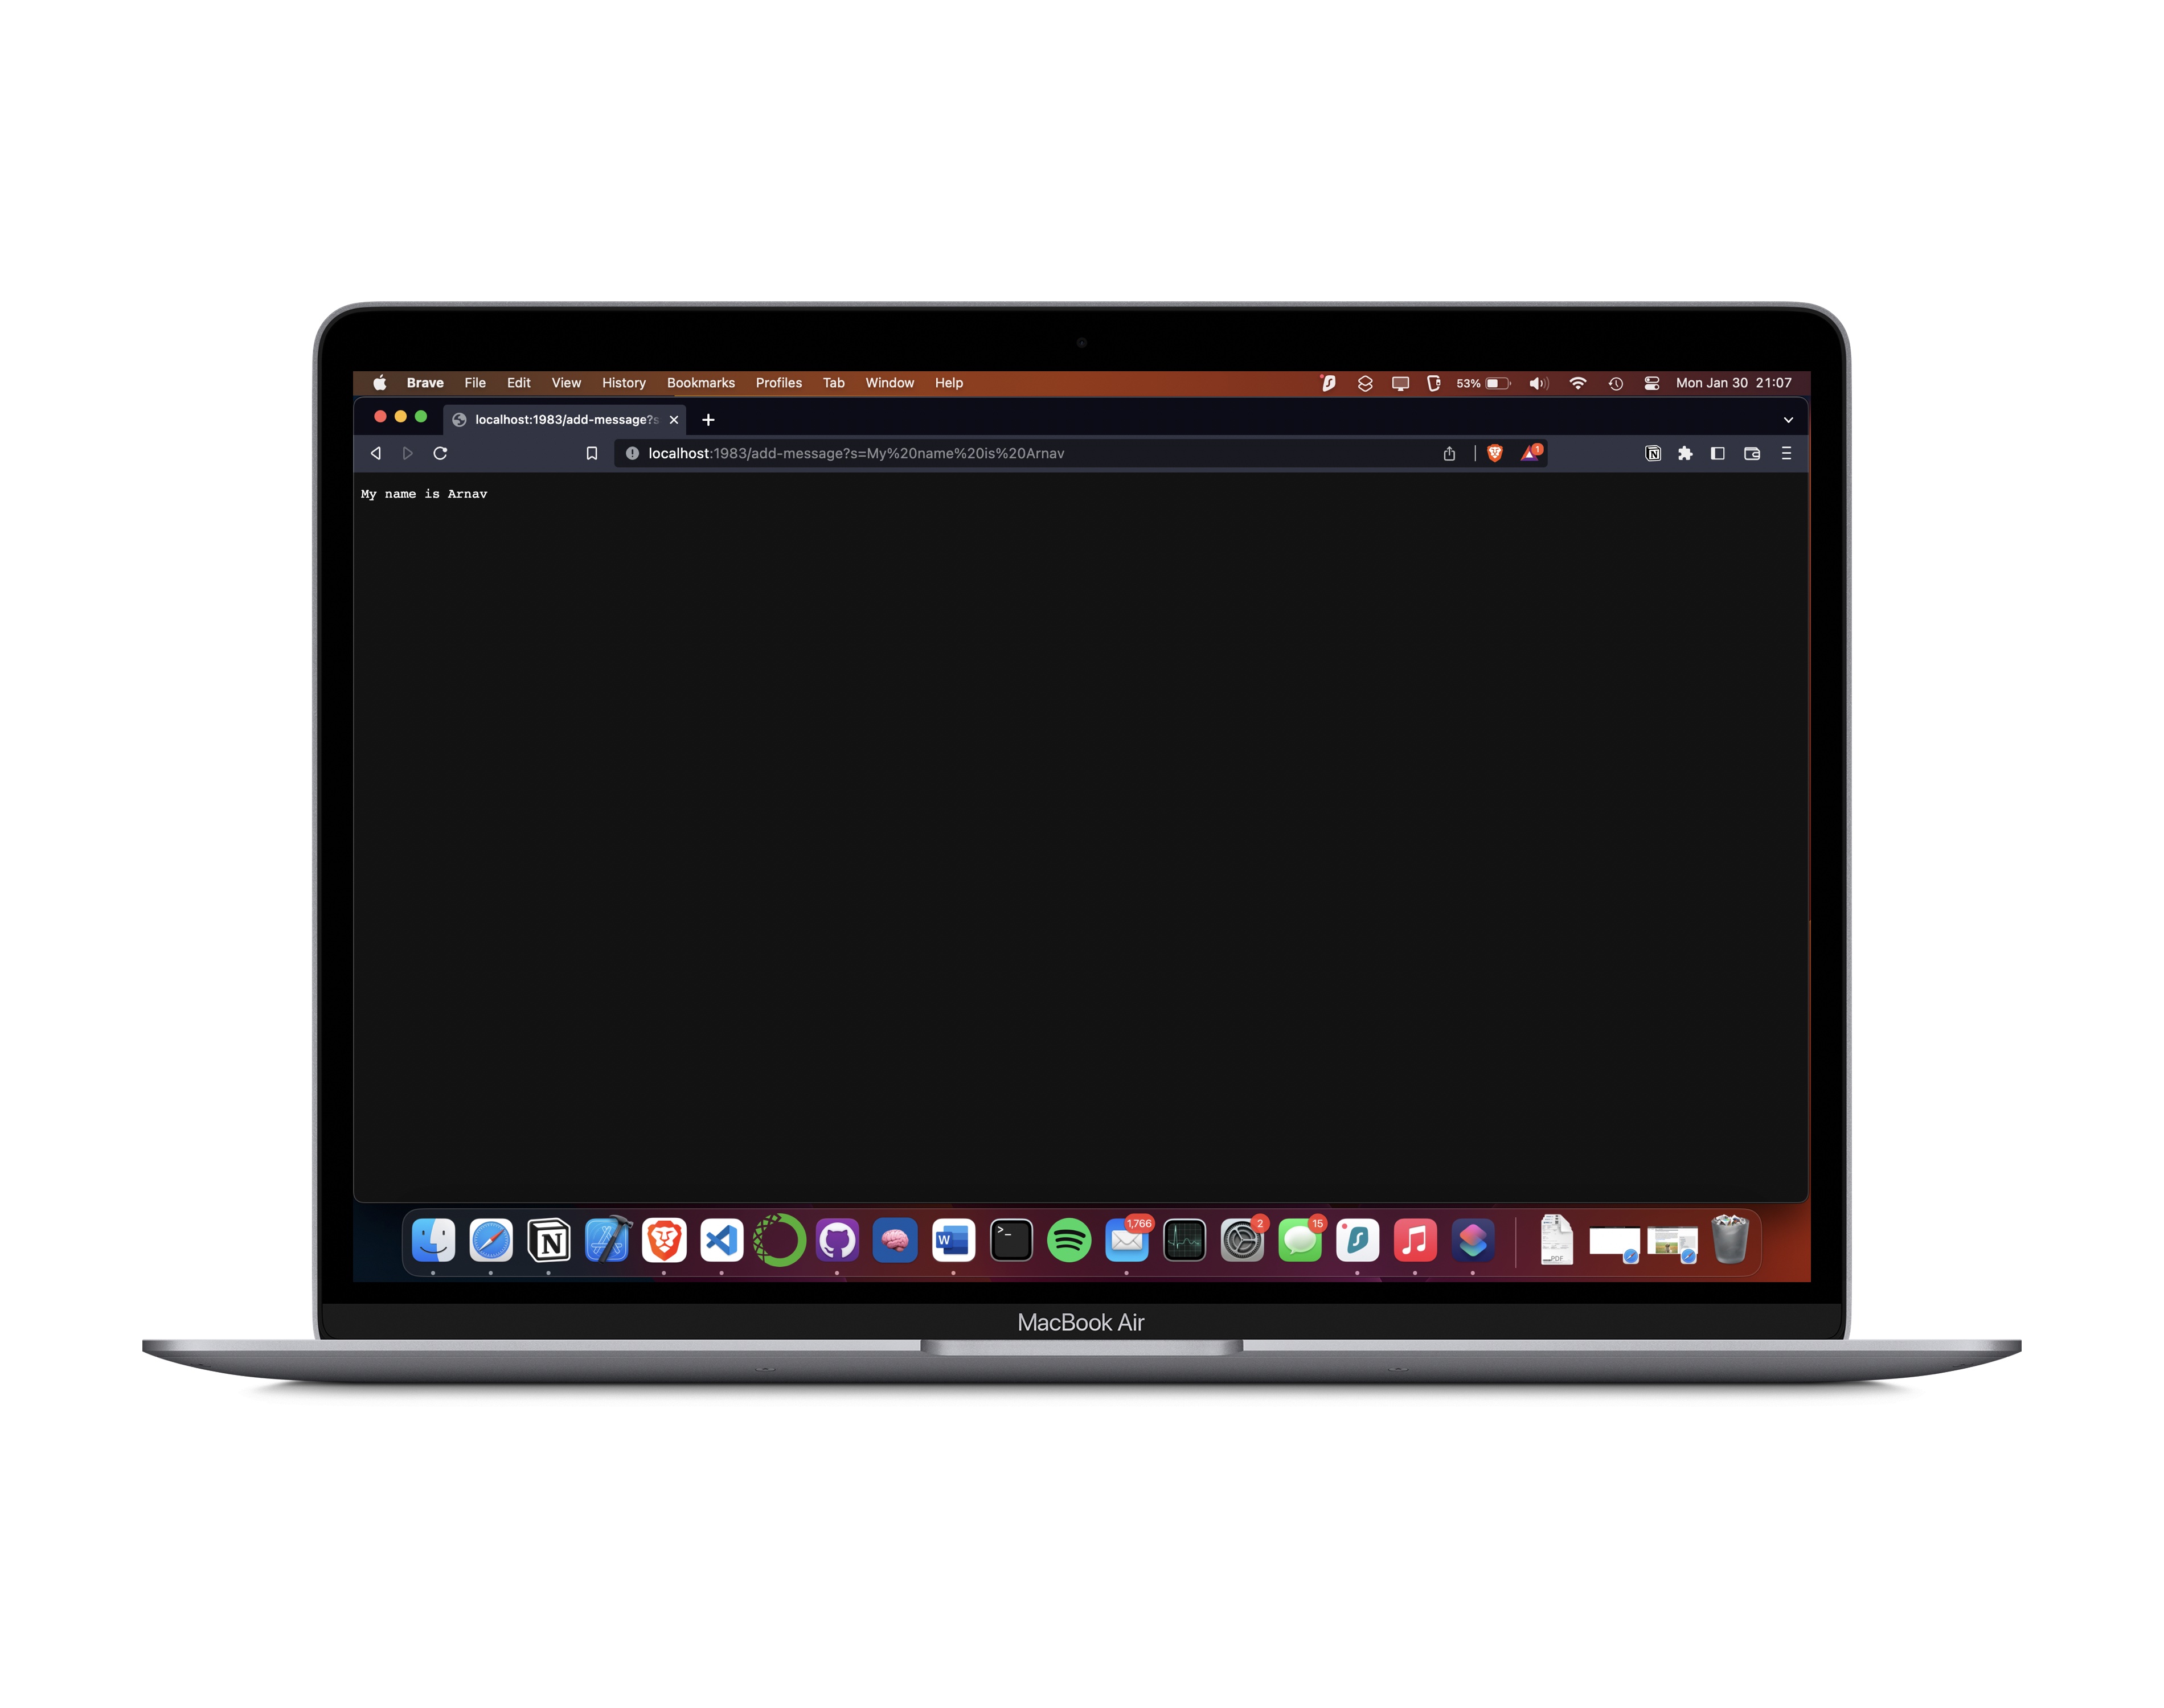 Brave File Edit View History Bookmarks Profiles Tab Window Help 53% Mon Jan 30 21:07
localhost:1983/add-message?s
localhost:1983/add-message?s=My%20name%20is%20Arnav 1
My name is Arnav
N W >_ 1,766 2 15 PDF
MacBook Air